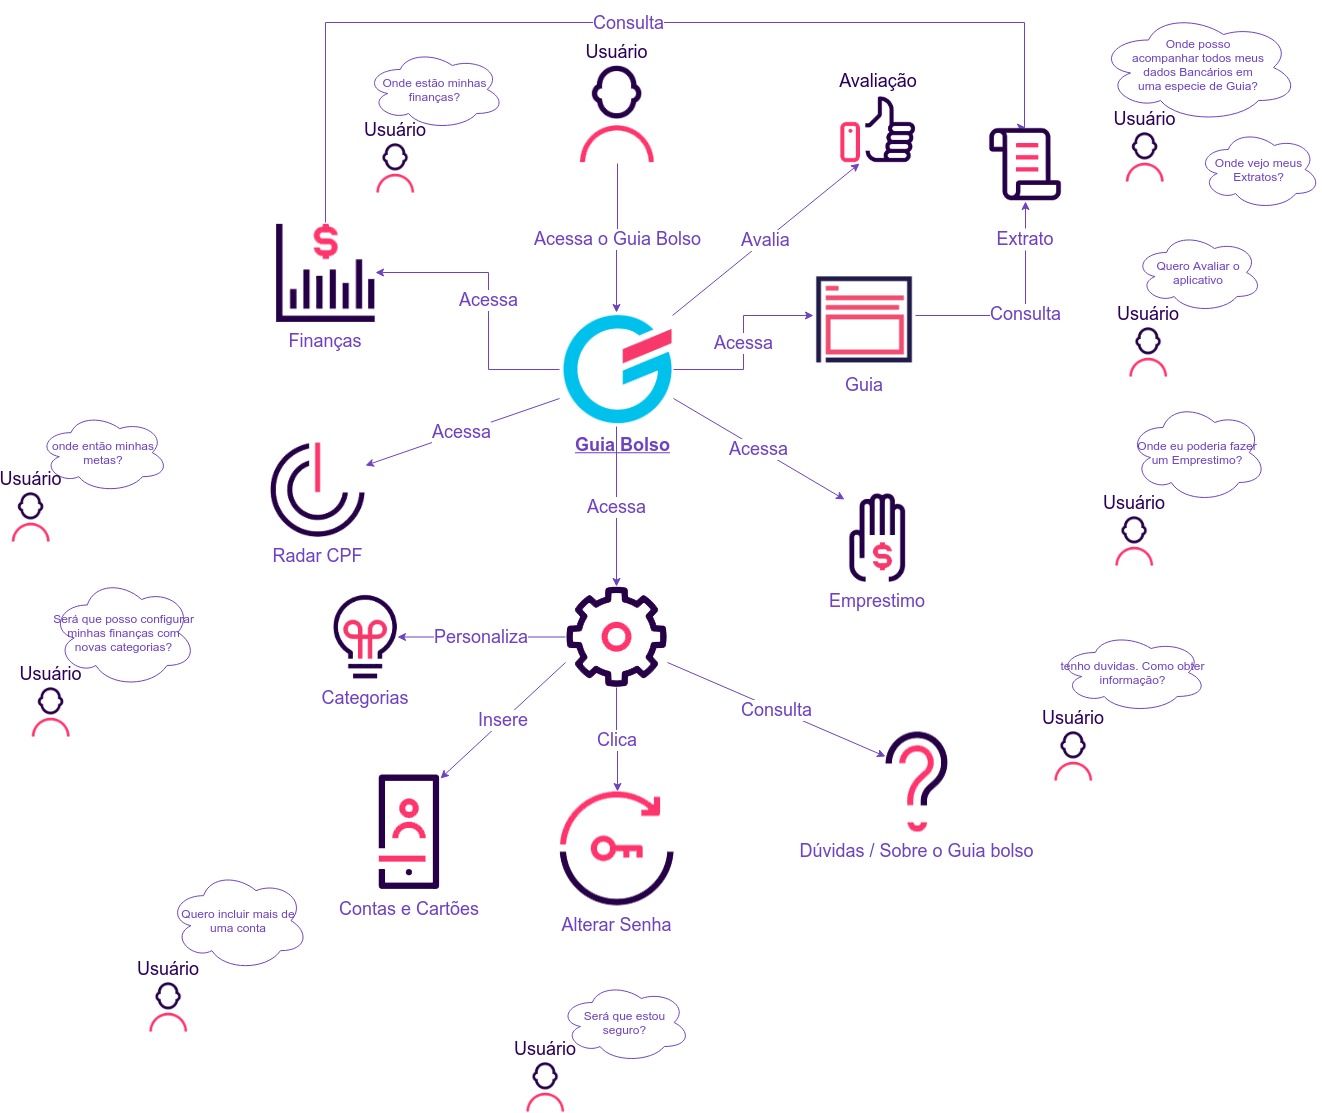 Consulta
Usuário
Onde estão minhas
finanças?
Usuário
Avaliação
Onde posso
acompanhar todos meus
dados Bancários em
uma especie de Guia?
Usuário
Onde vejo meus
Extratos?
Acessa o Guia Bolso
Avalia
Extrato
Quero Avaliar o
aplicativo
Usuário
Acessa
Finanças
Consulta
Acessa
Guia
Acessa
Guia Bolso
Acessa
onde então minhas
metas?
Usuário
Onde eu poderia fazer
um Emprestimo?
Usuário
Acessa
Radar CPF
Emprestimo
Será que posso configurar
minhas finanças com
novas categorias?
Usuário
Personaliza
Categorias
tenho duvidas. Como obter
informação?
Usuário
Insere
Clica
Consulta
Dúvidas / Sobre o Guia bolso
Contas e Cartões
Alterar Senha
Quero incluir mais de
uma conta
Usuário
Será que estou
seguro?
Usuário